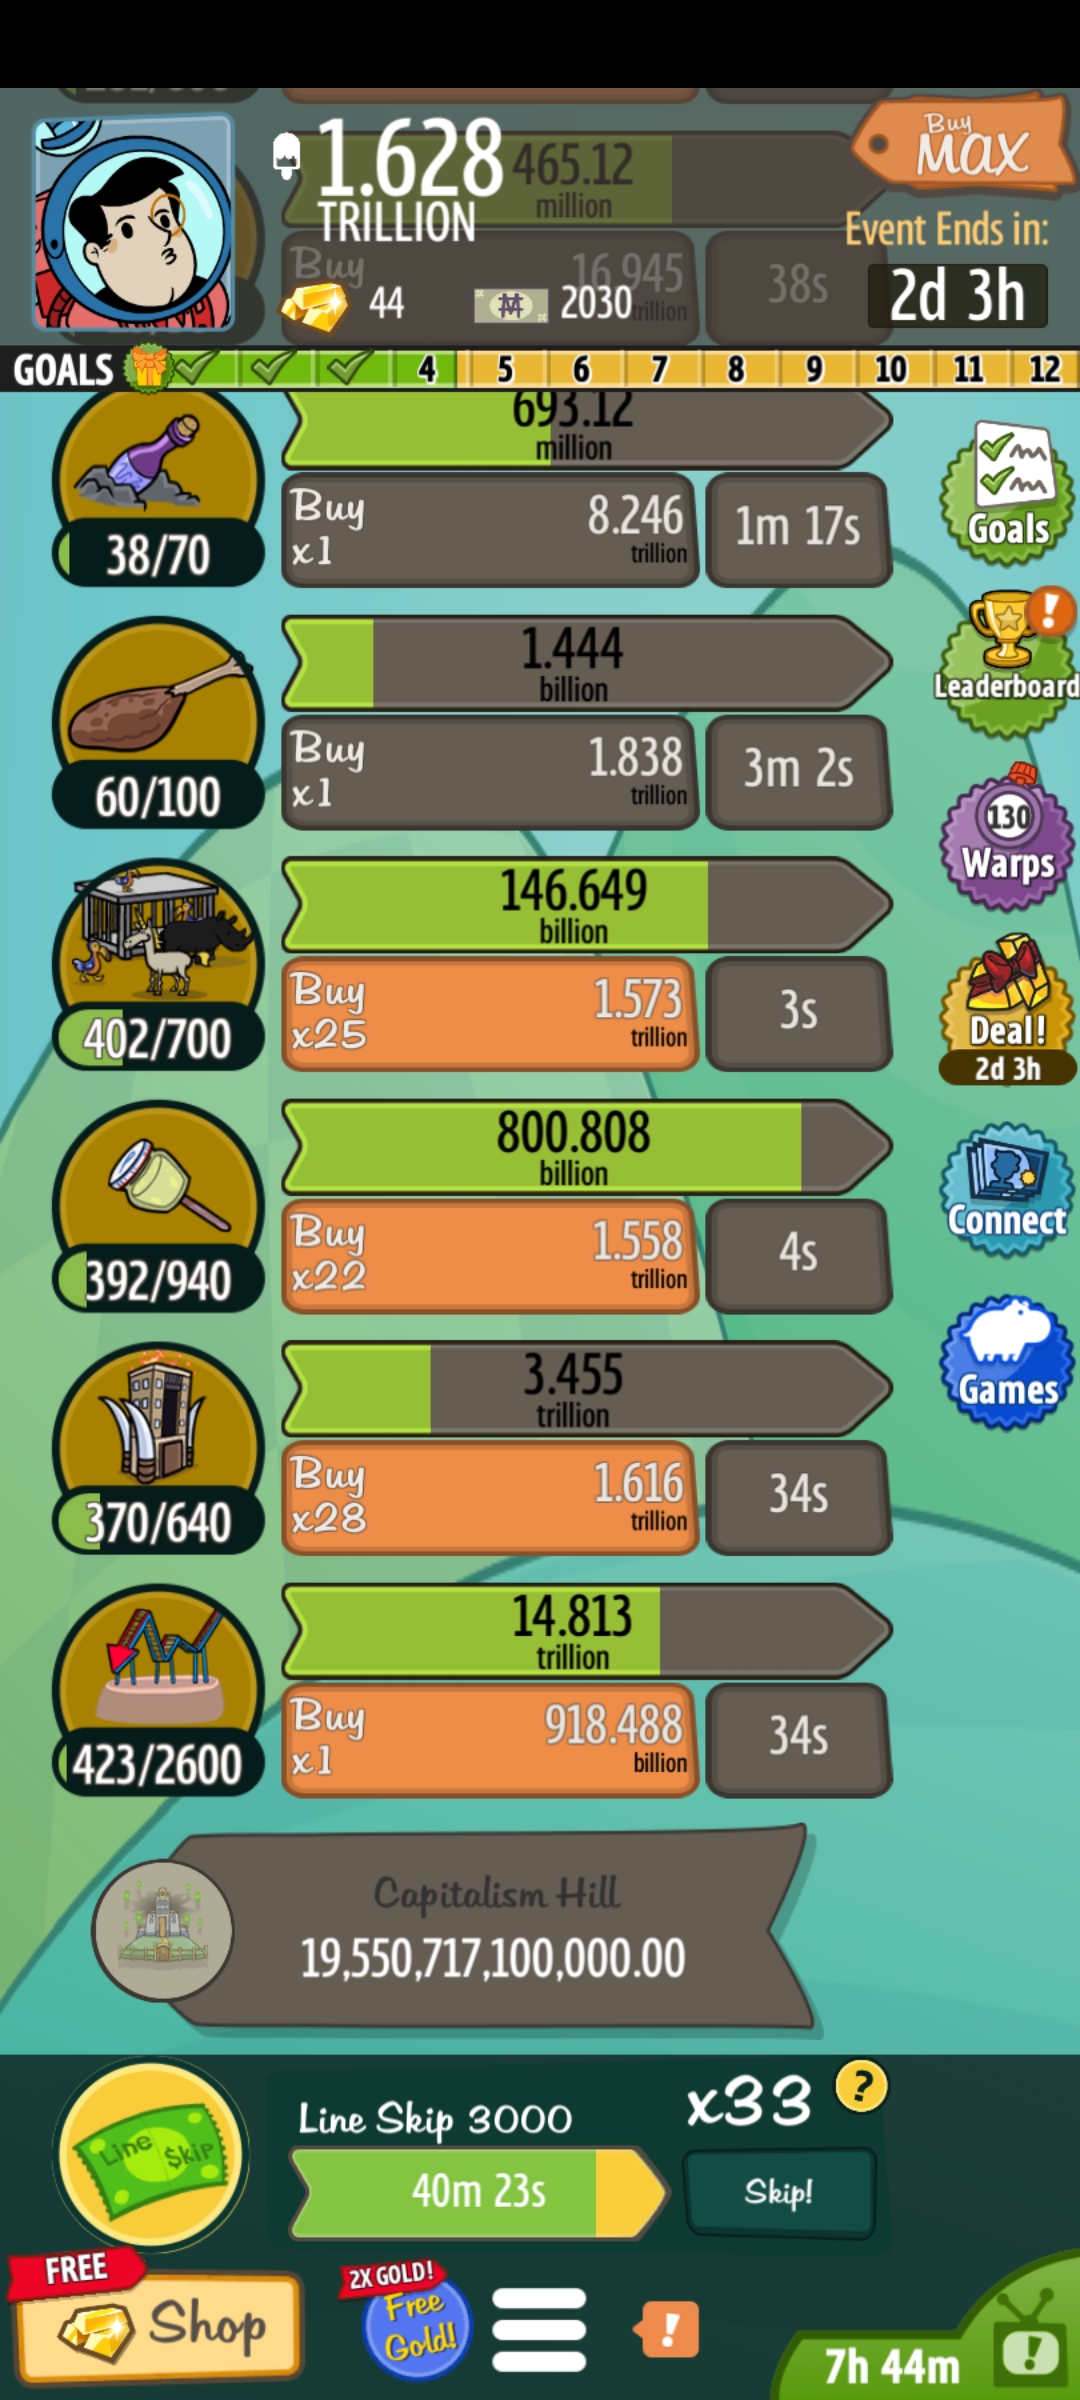 1.628
TRILLION
465.12
million
Buy
MAX
Event Ends in:
2d 3h
Buy
16.945
trillion
38s
44
2030
GOALS
4
5
6
7
8
9
10
11
12
693.12
million
38/70
Buy
x1
8.246
trillion
1m 17s
Goals
1.444
billion
60/100
Buy
x1
1.838
trillion
3m 2s
Leaderboard
130
Warps
146.649
billion
402/700
Buy
x25
1.573
trillion
3s
Deal!
2d 3h
800.808
billion
392/940
Buy
x22
1.558
trillion
4s
Connect
3.455
trillion
370/640
Buy
x28
1.616
trillion
34s
Games
14.813
trillion
423/2600
Buy
x1
918.488
billion
34s
Capitalism Hill
19,550,717,100,000.00
Line $kip
Line Skip 3000
40m 23s
x33
?
Skip!
FREE
Shop
2X GOLD!
Free
Gold!
!
7h 44m
!